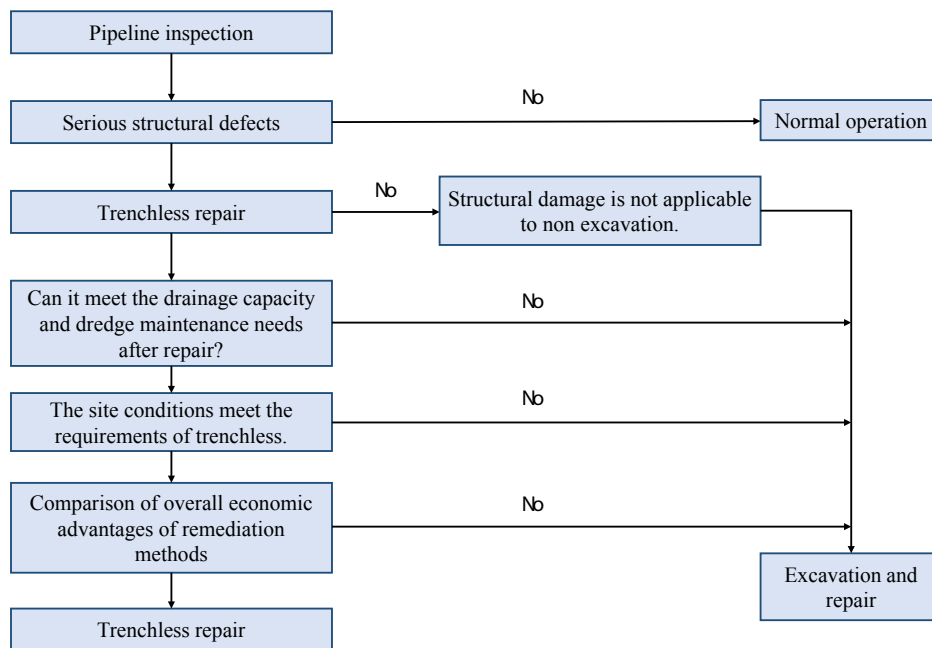 Pipeline inspection
No
Serious structural defects
Normal operation
No
Trenchless repair
Structural damage is not applicable
to non excavation.
Can it meet the drainage capacity
and dredge maintenance needs
after repair?
No
The site conditions meet the
requirements of trenchless.
No
Comparison of overall economic
advantages of remediation
methods
No
Excavation and
repair
Trenchless repair